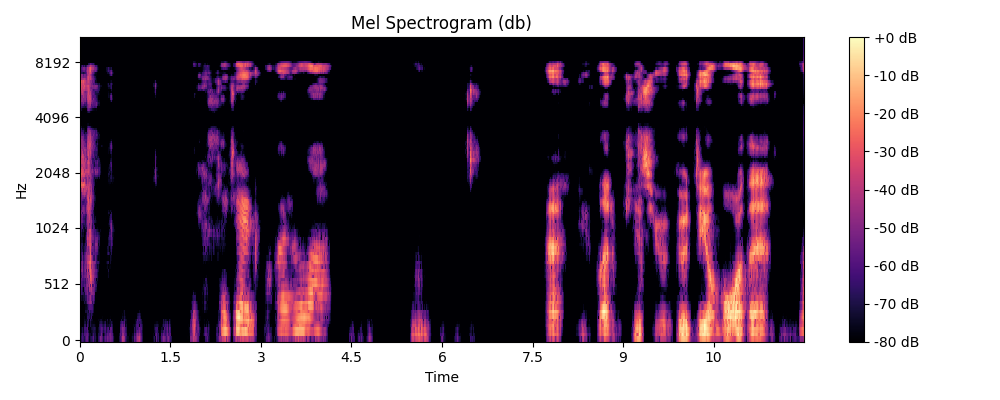 Mel Spectrogram (db)
+0 dB
8192
-10 dB
4096
-20 dB
-30 dB
2048
-40 dB
Hz
1024
-50 dB
-60 dB
512
-70 dB
0
-80 dB
0 1.5 3 4.5 6 7.5 9 10
Time